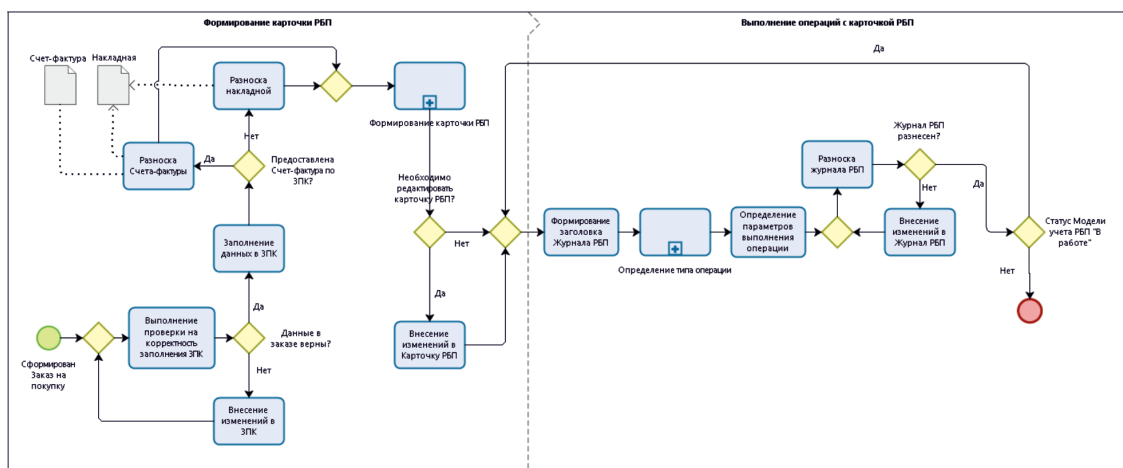 Формирование карточки РБП
Выполнение операций с карточкой РБП
Счет-фактура
Накладная
Разноска
накладной
Формирование карточки РБП
Да
Нет
Разноска
Счета-фактуры
Да
Предоставлена
Счет-фактура по
ЗПК?
Необходимо
редактировать
карточку РБП?
Журнал РБП
разнесен?
Разноска
журнала РБП
Нет
Да
Заполнение
данных в ЗПК
Нет
Формирование
заголовка
Журнала РБП
Определение типа операции
Определение
параметров
выполнения
операции
Внесение
изменений в
Журнал РБП
Статус Модели
учета РБП "В
работе"
Нет
Да
Да
Выполнение
проверки на
корректность
заполнения ЗПК
Данные в
заказе верны?
Внесение
изменений в
Карточку РБП
Сформирован
Заказ на
покупку
Нет
Внесение
изменений в
ЗПК